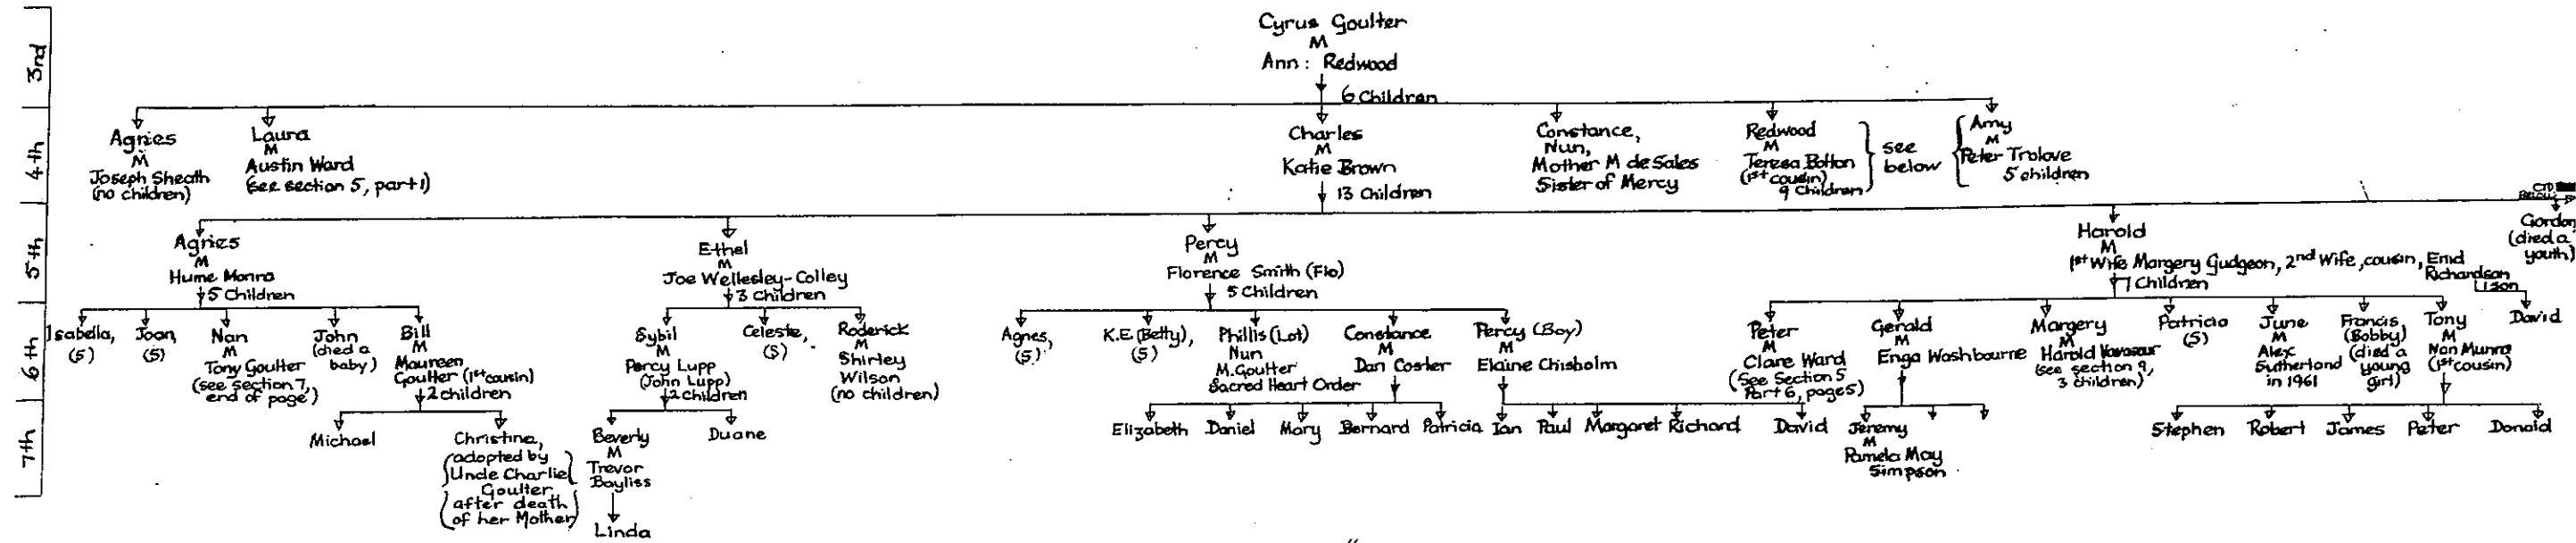 3rd
Cyrus Goulter
M
Ann: Redwood
6 Children
4th
Agnes
M
Joseph Sheath
(no children)
Laura
M
Austin Ward
(see section 5, part 1)
Charles
M
Katie Brown
13 Children
Constance,
Nun,
Mother M de Sales
Sister of Mercy
Redwood
M
Teresa Bolton
(1st cousin)
9 Children
see
below
Amy
M
Peter Trolove
5 children
CTD
Below
5th
Agnes
M
Hume Monro
5 Children
Ethel
M
Joe Wellesley-Colley
3 Children
Percy
M
Florence Smith (Flo)
5 Children
Harold
M
1st Wife Margery Gudgeon, 2nd Wife, cousin, Enid
Richardson
7 Children
1 son
Gordon
(died a
youth)
6th
Isabella,
(S)
Joan,
(S)
Nan
M
Tony Goulter
(see section 7,
end of page)
John
(died a
baby)
Bill
M
Maureen
Goulter (1st cousin)
2 children
Sybil
M
Percy Lupp
(John Lupp)
2 children
Celeste,
(S)
Roderick
M
Shirley
Wilson
(no children)
Agnes,
(S)
K.E. (Betty),
(S)
Phillis (Lot)
Nun
M. Goulter
Sacred Heart Order
Constance
M
Dan Coster
Percy (Boy)
M
Elaine Chisholm
Peter
M
Clare Ward
(See Section 5
Part 6, page 5)
Gerald
M
Enga Washbourne
Margery
M
Harold Vavasour
(see section 9,
3 children)
Patricia
(S)
June
M
Alex
Sutherland
in 1961
Francis
(Bobby)
(died a
young
girl)
Tony
M
Nan Munro
(1st cousin)
David
7th
Michael
Christina,
adopted by
Uncle Charlie
Goulter
after death
of her Mother
Beverly
M
Trevor
Bayliss
Linda
Duane
Elizabeth
Daniel
Mary
Bernard
Patricia
Ian
Paul
Margaret
Richard
David
Jeremy
M
Pamela May
Simpson
Stephen
Robert
James
Peter
Donald